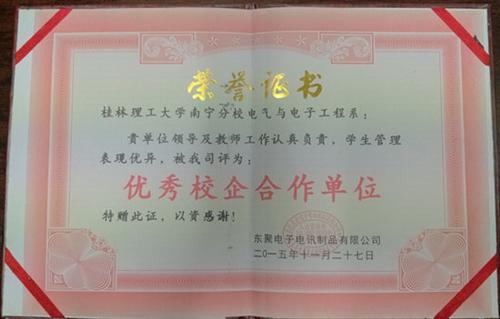 荣誉证书
桂林理工大学南宁分校电气与电子工程系：
贵单位领导及教师工作认真负责，学生管理
表现优异，被我司评为：
优秀校企合作单位
特赠此证，以资感谢！
东聚电子电讯制品有限公司
二〇一五年十一月二十七日